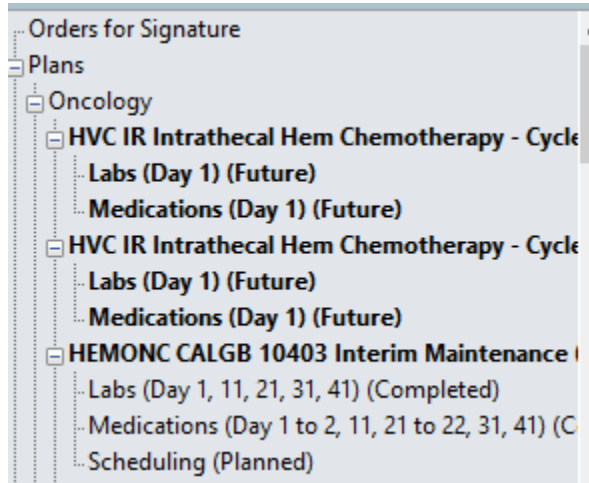 Orders for Signature
Plans
Oncology
HVC IR Intrathecal Hem Chemotherapy - Cycle
Labs (Day 1) (Future)
Medications (Day 1) (Future)
HVC IR Intrathecal Hem Chemotherapy - Cycle
Labs (Day 1) (Future)
Medications (Day 1) (Future)
HEMONC CALGB 10403 Interim Maintenance (
Labs (Day 1, 11, 21, 31, 41) (Completed)
Medications (Day 1 to 2, 11, 21 to 22, 31, 41) (C
Scheduling (Planned)